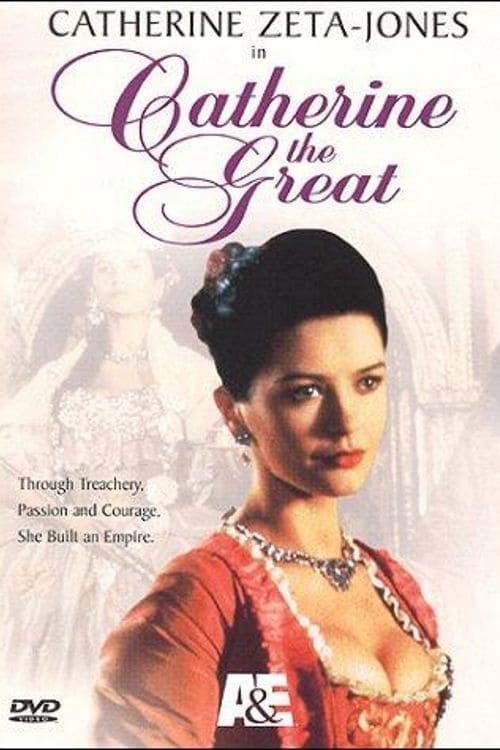 CATHERINE ZETA-JONES
in
Catherine
the
Great
Through Treachery,
Passion and Courage.
She Built an Empire.
DVD
VIDEO
A&E